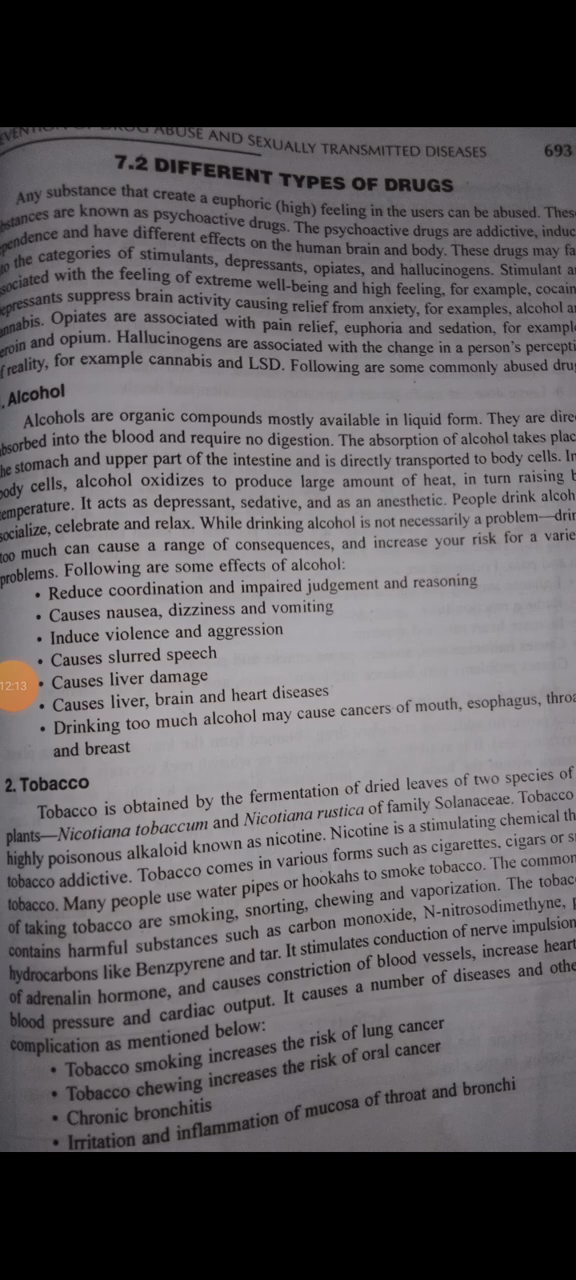 ABUSE AND SEXUALLY TRANSMITTED DISEASES 693
7.2 DIFFERENT TYPES OF DRUGS
Any substance that create a euphoric (high) feeling in the users can be abused.
are known as psychoactive drugs. The psychoactive drugs are addictive,
and have different effects on the human brain and body. These drugs may
the categories of stimulants, depressants, opiates, and hallucinogens. Stimulant
with the feeling of extreme well-being and high feeling, for example,
suppress brain activity causing relief from anxiety, for examples, alcohol
Opiates are associated with pain relief, euphoria and sedation, for
and opium. Hallucinogens are associated with the change in a person's
reality, for example cannabis and LSD. Following are some commonly abused
Alcohol
Alcohols are organic compounds mostly available in liquid form. They are
into the blood and require no digestion. The absorption of alcohol takes
stomach and upper part of the intestine and is directly transported to body cells.
cells, alcohol oxidizes to produce large amount of heat, in turn raising
It acts as depressant, sedative, and as an anesthetic. People drink
socialize, celebrate and relax. While drinking alcohol is not necessarily a problem—
too much can cause a range of consequences, and increase your risk for a
problems. Following are some effects of alcohol:
• Reduce coordination and impaired judgement and reasoning
• Causes nausea, dizziness and vomiting
• Induce violence and aggression
• Causes slurred speech
12:13 • Causes liver damage
• Causes liver, brain and heart diseases
• Drinking too much alcohol may cause cancers of mouth, esophagus,
and breast
2. Tobacco
Tobacco is obtained by the fermentation of dried leaves of two species of
plants—Nicotiana tobaccum and Nicotiana rustica of family Solanaceae. Tobacco
highly poisonous alkaloid known as nicotine. Nicotine is a stimulating chemical
tobacco addictive. Tobacco comes in various forms such as cigarettes, cigars or
tobacco. Many people use water pipes or hookahs to smoke tobacco. The common
of taking tobacco are smoking, snorting, chewing and vaporization. The
contains harmful substances such as carbon monoxide, N-nitrosodimethyne,
hydrocarbons like Benzpyrene and tar. It stimulates conduction of nerve
of adrenalin hormone, and causes constriction of blood vessels, increase heart
blood pressure and cardiac output. It causes a number of diseases and
complication as mentioned below:
• Tobacco smoking increases the risk of lung cancer
• Tobacco chewing increases the risk of oral cancer
• Chronic bronchitis
• Irritation and inflammation of mucosa of throat and bronchi